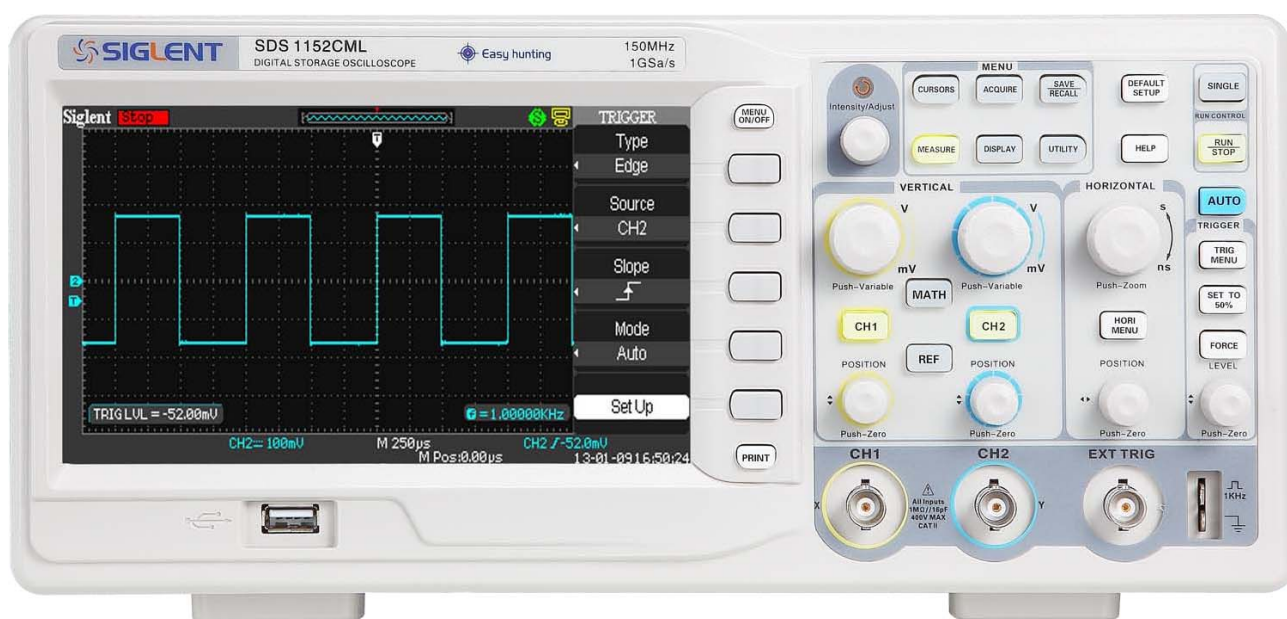 SIGLENT
SDS 1152CML
DIGITAL STORAGE OSCILLOSCOPE
Easy hunting
150MHz
1GSa/s
Siglent Stop
T
2
T
TRIG LVL = -52.00mV
= 1.00000KHz
CH2 100mV
M 250µs
M Pos:0.00µs
CH2 -52.0mV
13-01-09 16:50:24
TRIGGER
Type
Edge
Source
CH2
Slope
Mode
Auto
Set Up
MENU
ON/OFF
PRINT
Intensity/Adjust
MENU
CURSORS
ACQUIRE
SAVE
RECALL
MEASURE
DISPLAY
UTILITY
DEFAULT
SETUP
HELP
SINGLE
RUN CONTROL
RUN
STOP
AUTO
VERTICAL
V
mV
Push-Variable
V
mV
Push-Variable
MATH
CH1
CH2
REF
POSITION
Push-Zero
POSITION
Push-Zero
HORIZONTAL
s
ns
Push-Zoom
HORI
MENU
POSITION
Push-Zero
TRIGGER
TRIG
MENU
SET TO
50%
FORCE
LEVEL
Push-Zero
CH1
X
All Inputs
1MΩ//16pF
400V MAX
CAT II
CH2
Y
EXT TRIG
1KHz